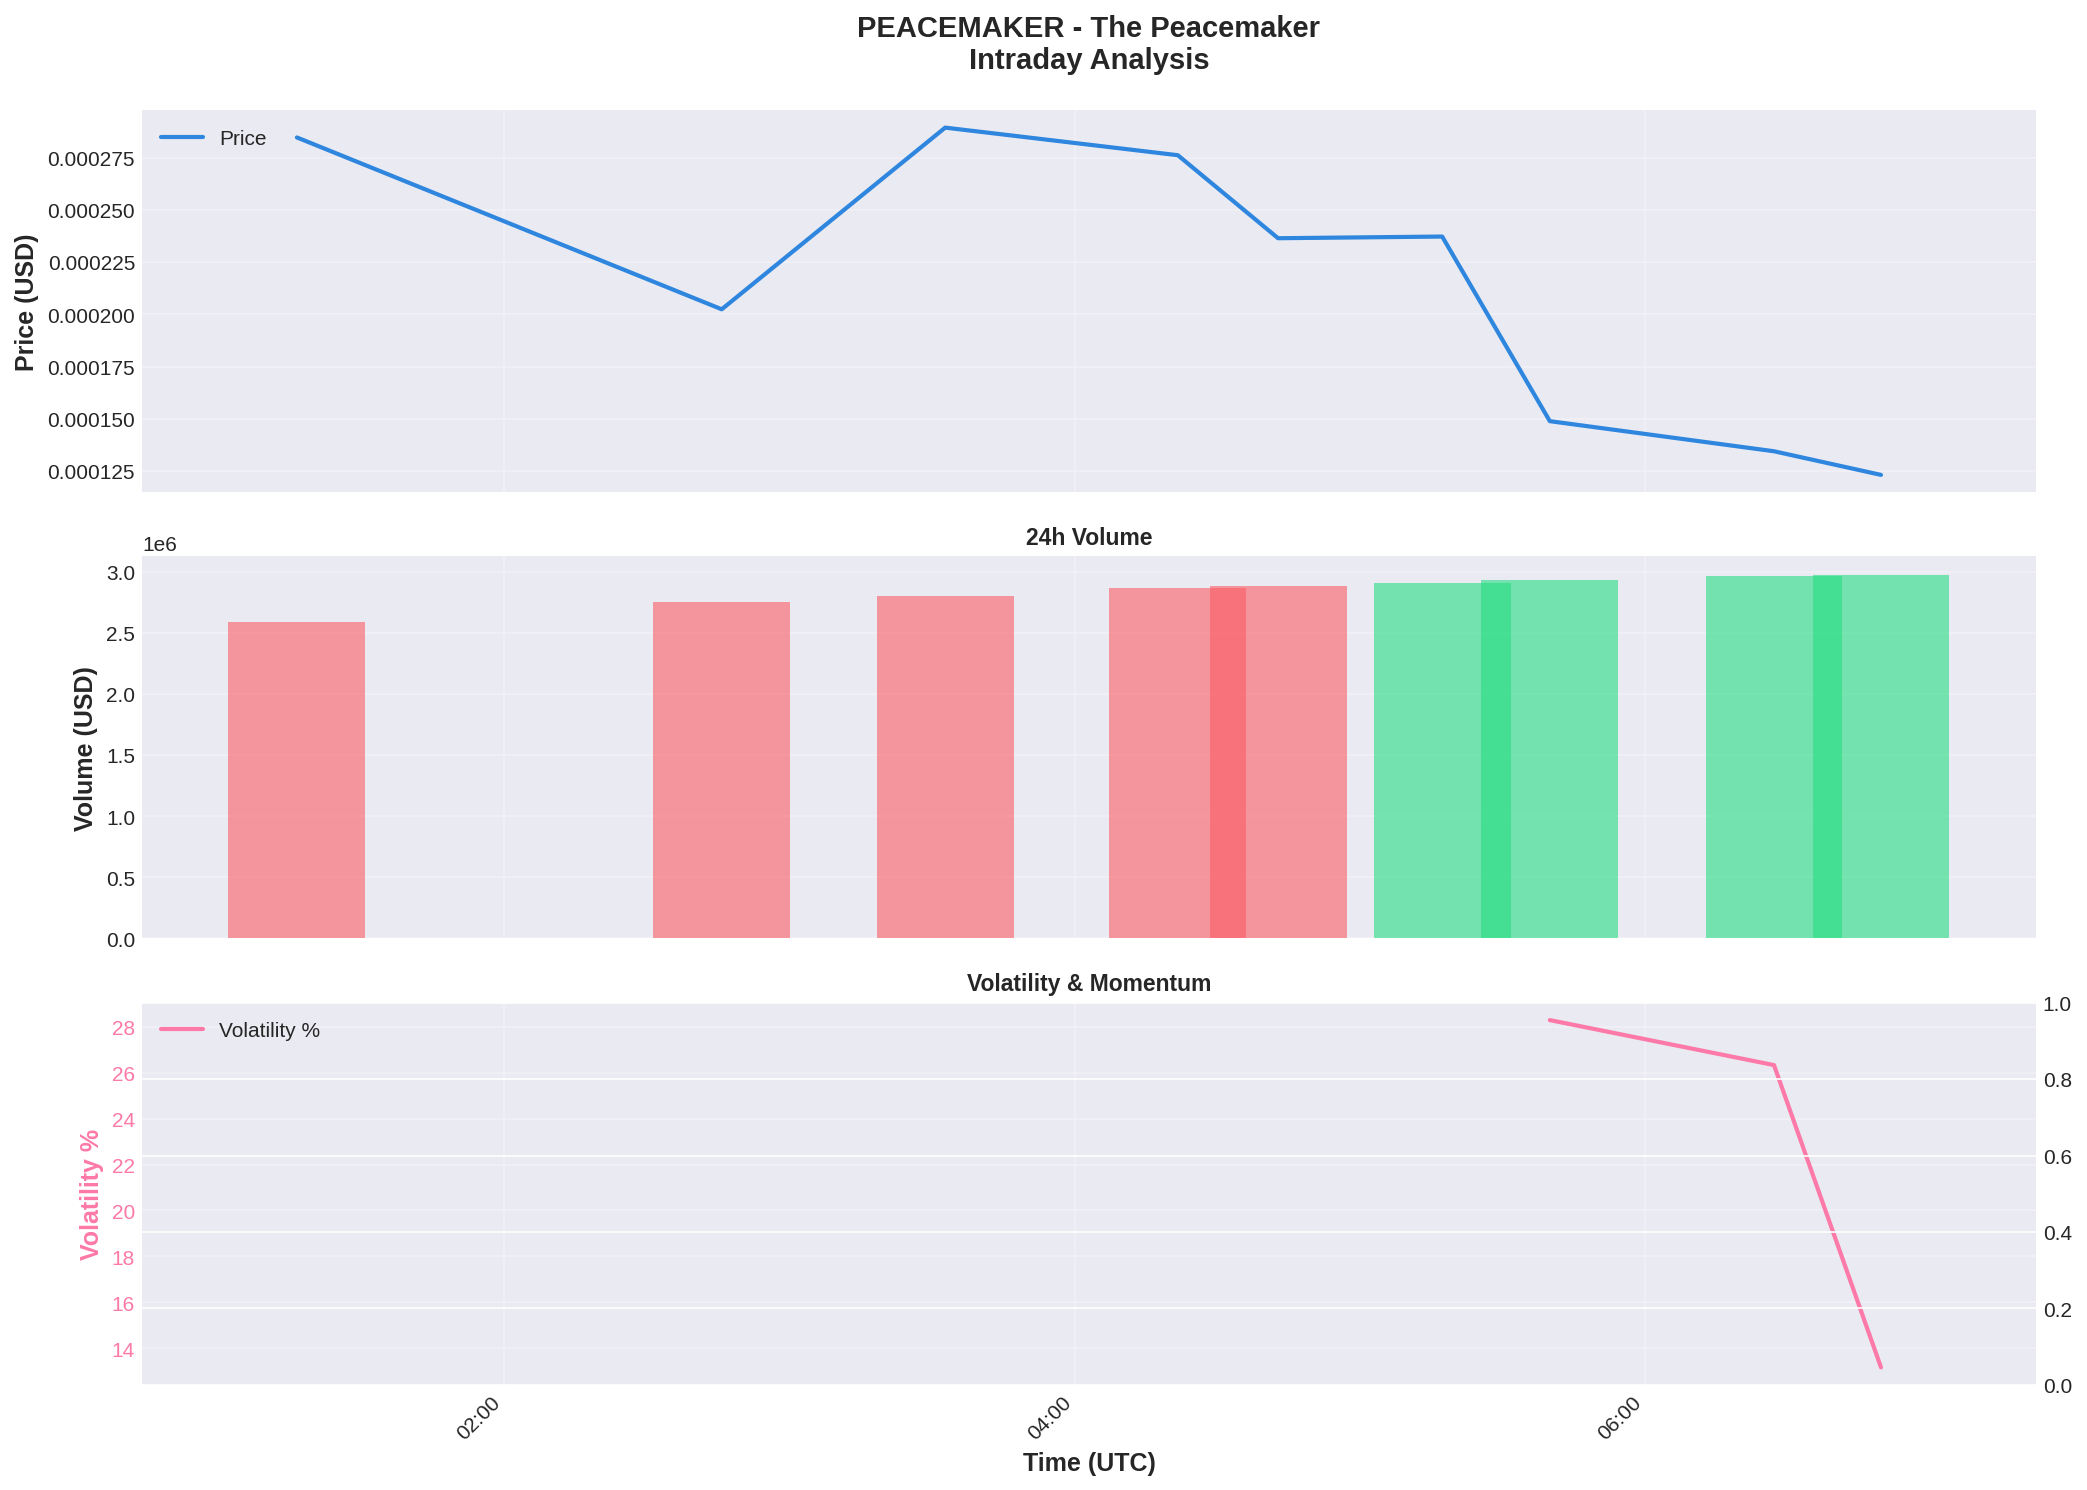 PEACEMAKER - The Peacemaker
Intraday Analysis
Price
0.000275
0.000250
0.000225
0.000200
0.000175
0.000150
0.000125
Price (USD)
24h Volume
1e6
3.0
2.5
2.0
1.5
1.0
0.5
0.0
Volume (USD)
Volatility & Momentum
Volatility %
28
26
24
22
20
18
16
14
Volatility %
1.0
0.8
0.6
0.4
0.2
0.0
02:00
04:00
06:00
Time (UTC)